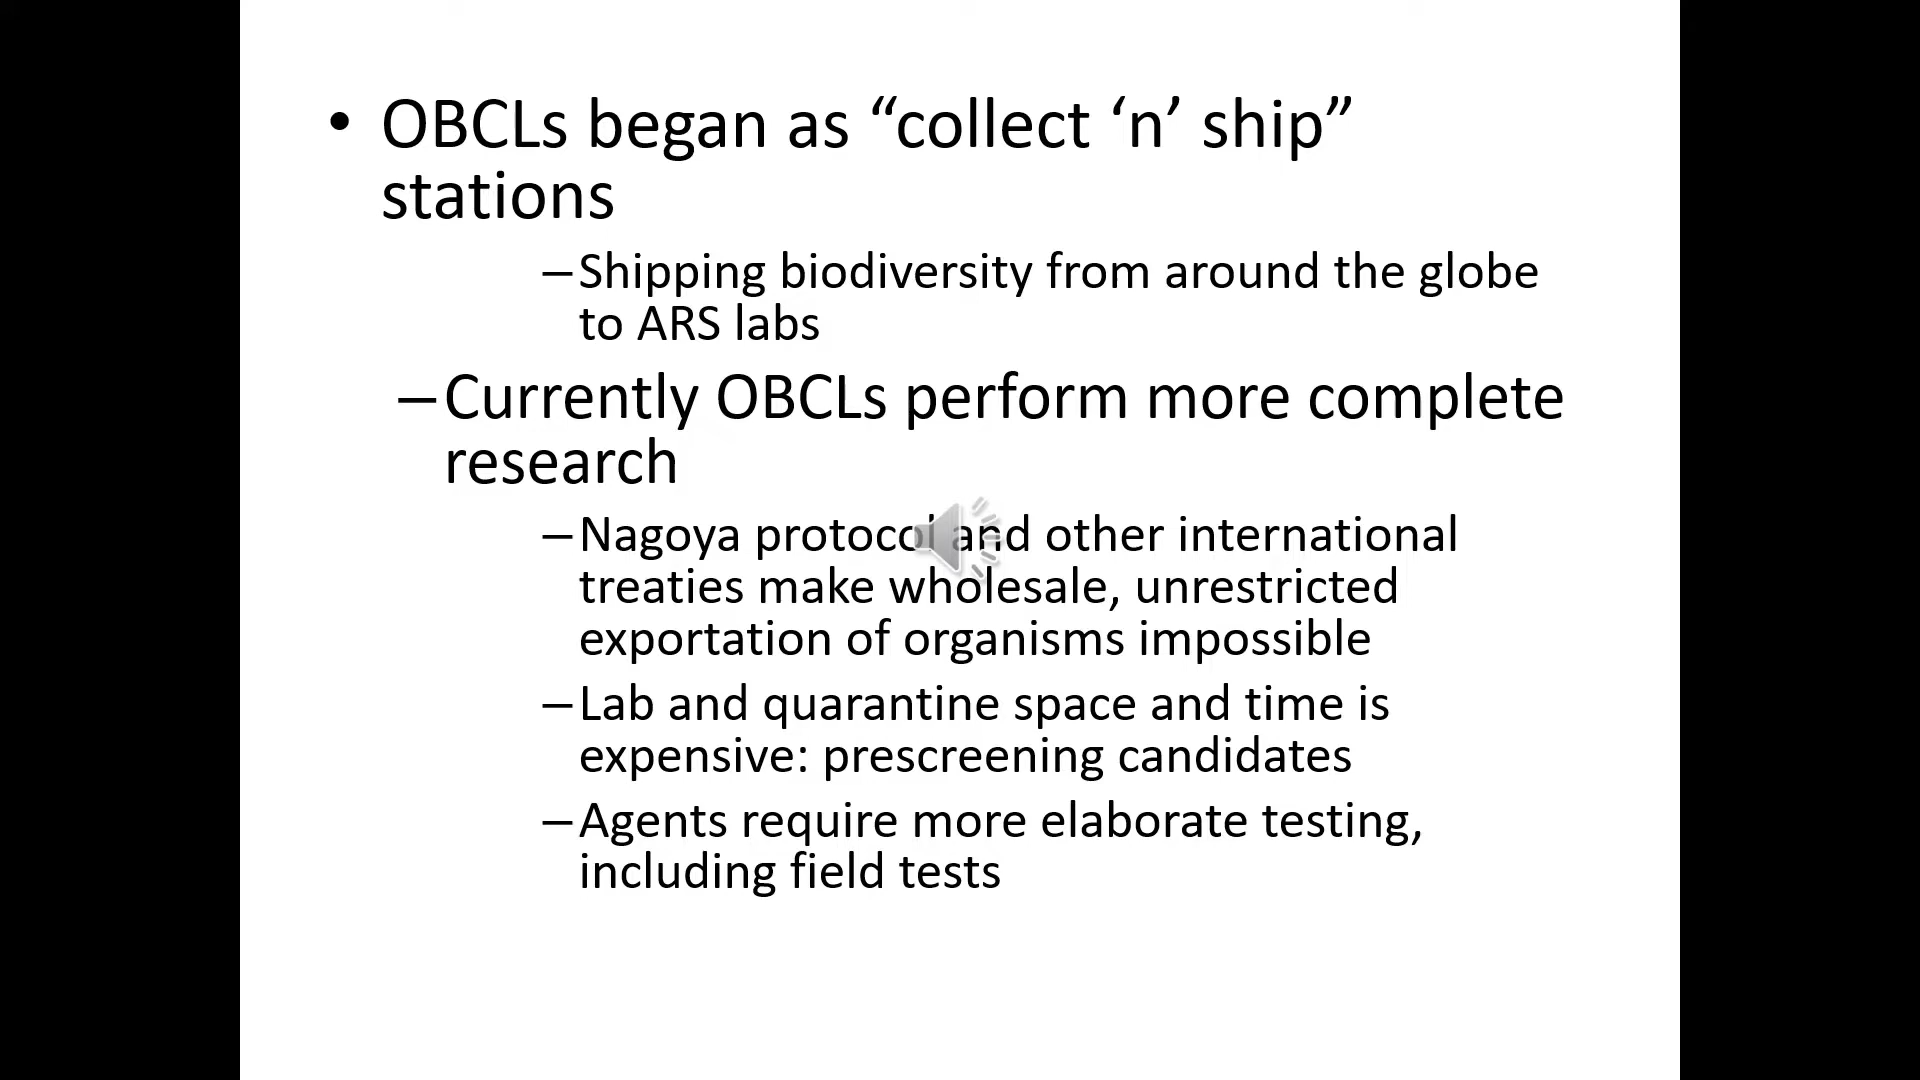 • OBCLs began as “collect ‘n’ ship”
stations
–Shipping biodiversity from around the globe
to ARS labs
–Currently OBCLs perform more complete
research
–Nagoya protocol and other international
treaties make wholesale, unrestricted
exportation of organisms impossible
–Lab and quarantine space and time is
expensive: prescreening candidates
–Agents require more elaborate testing,
including field tests